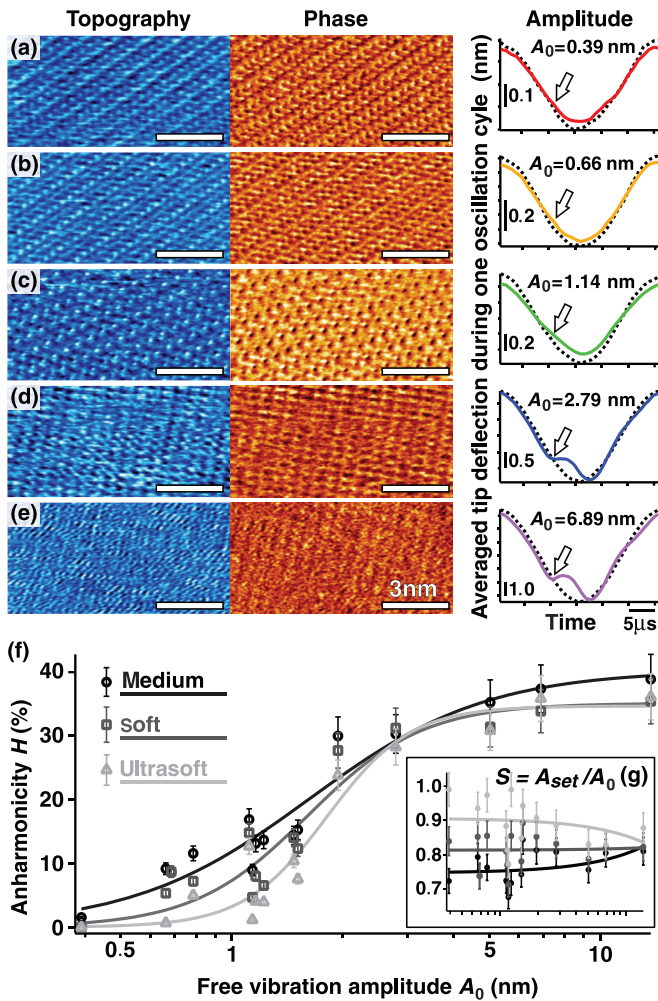 Topography Phase Amplitude
(a)
A0=0.39 nm
0.1
(b)
A0=0.66 nm
0.2
(c)
A0=1.14 nm
0.2
(d)
A0=2.79 nm
0.5
(e)
A0=6.89 nm
1.0
3nm
Averaged tip deflection during one oscillation cyle (nm)
Time 5μs
(f)
40
30
20
10
0
Anharmonicity H (%)
Medium
Soft
Ultrasoft
S = Aset/A0 (g)
1.0
0.9
0.8
0.7
0.5 1 5 10
Free vibration amplitude A0 (nm)